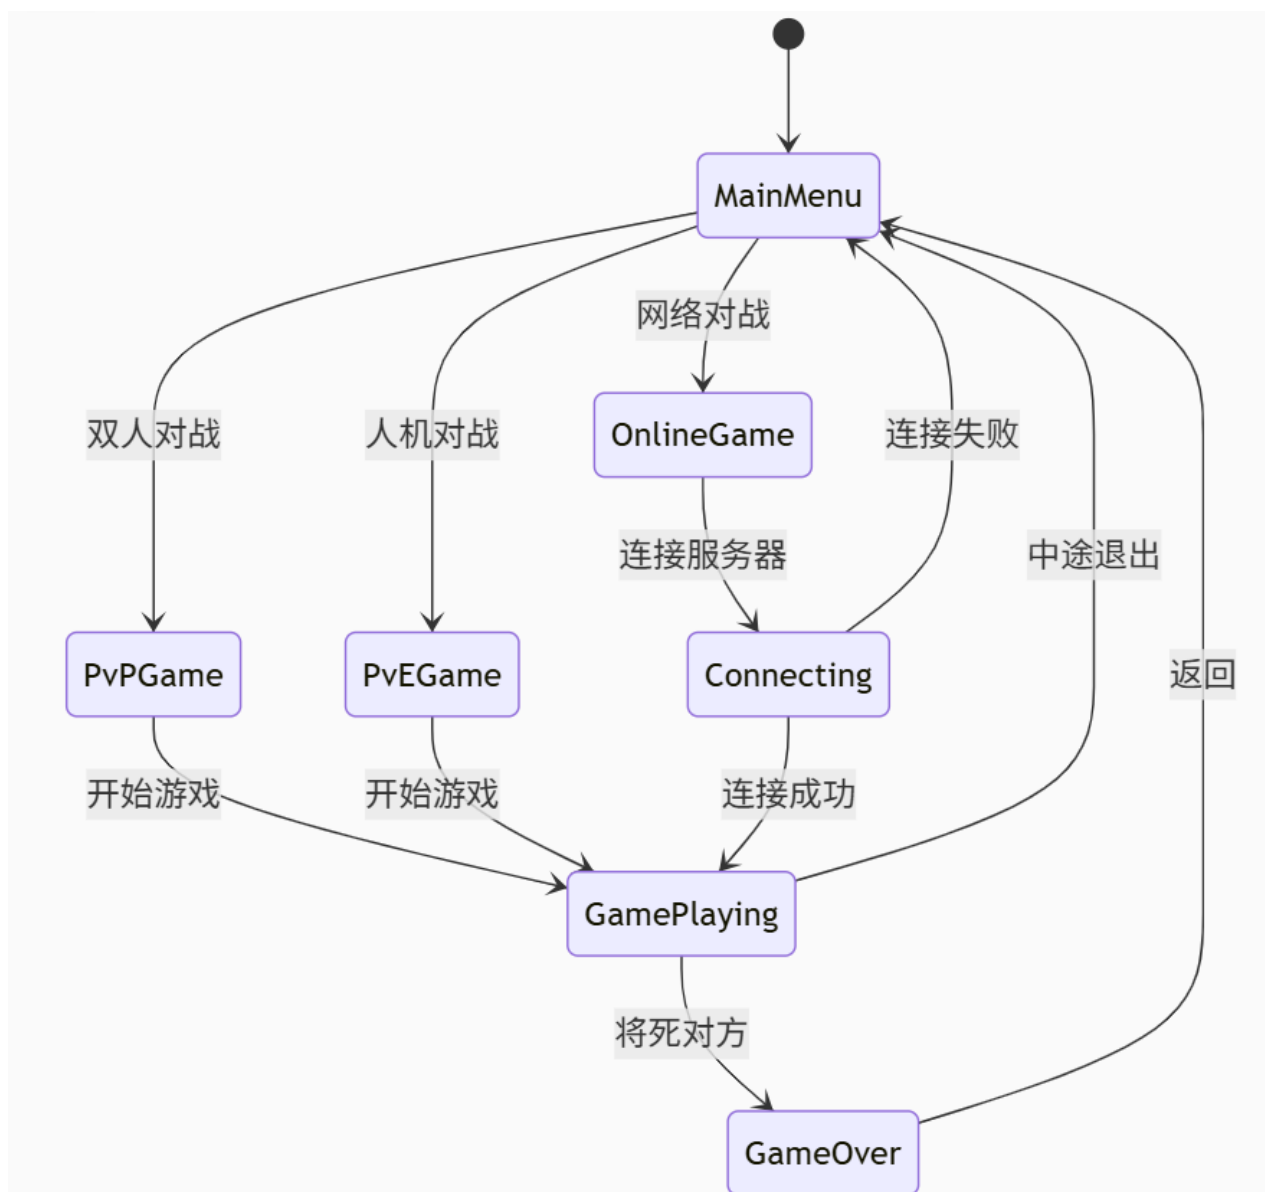 MainMenu
网络对战
双人对战
人机对战
OnlineGame
连接失败
连接服务器
中途退出
PvPGame
PvEGame
Connecting
返回
开始游戏
开始游戏
连接成功
GamePlaying
将死对方
GameOver